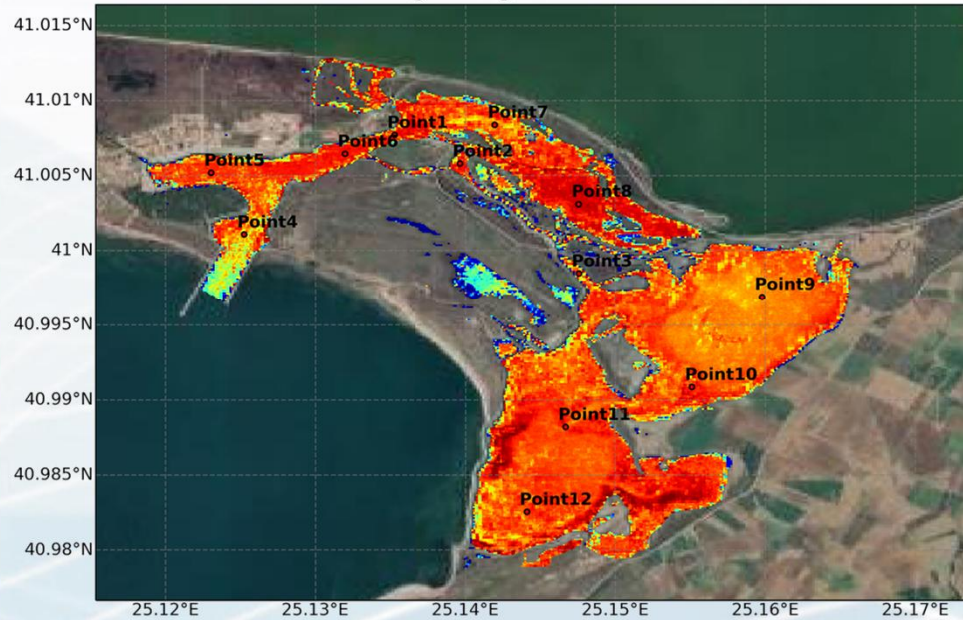 41.015°N
41.01°N
Point7
Point1
Point6
Point2
41.005°N
Point5
Point8
Point4
41°N
Point3
Point9
40.995°N
Point10
40.99°N
Point11
40.985°N
Point12
40.98°N
25.12°E 25.13°E 25.14°E 25.15°E 25.16°E 25.17°E